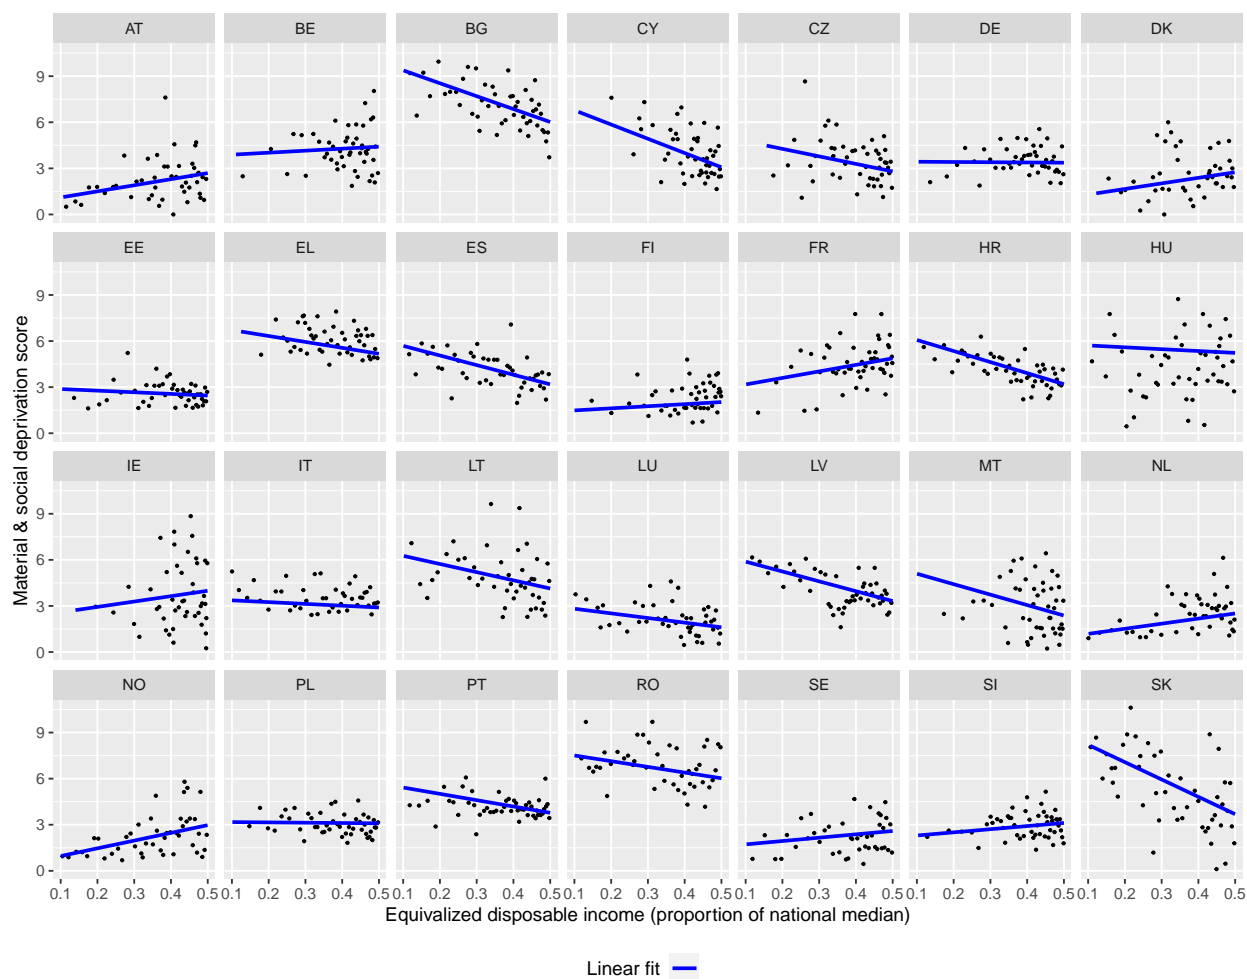 AT BE BG CY CZ DE DK
9
6
3
0
EE EL ES FI FR HR HU
9
6
3
0
IE IT LT LU LV MT NL
9
6
3
0
NO PL PT RO SE SI SK
9
6
3
0
0.1 0.2 0.3 0.4 0.5 0.1 0.2 0.3 0.4 0.5 0.1 0.2 0.3 0.4 0.5 0.1 0.2 0.3 0.4 0.5 0.1 0.2 0.3 0.4 0.5 0.1 0.2 0.3 0.4 0.5 0.1 0.2 0.3 0.4 0.5
Material & social deprivation score
Equivalized disposable income (proportion of national median)
Linear fit